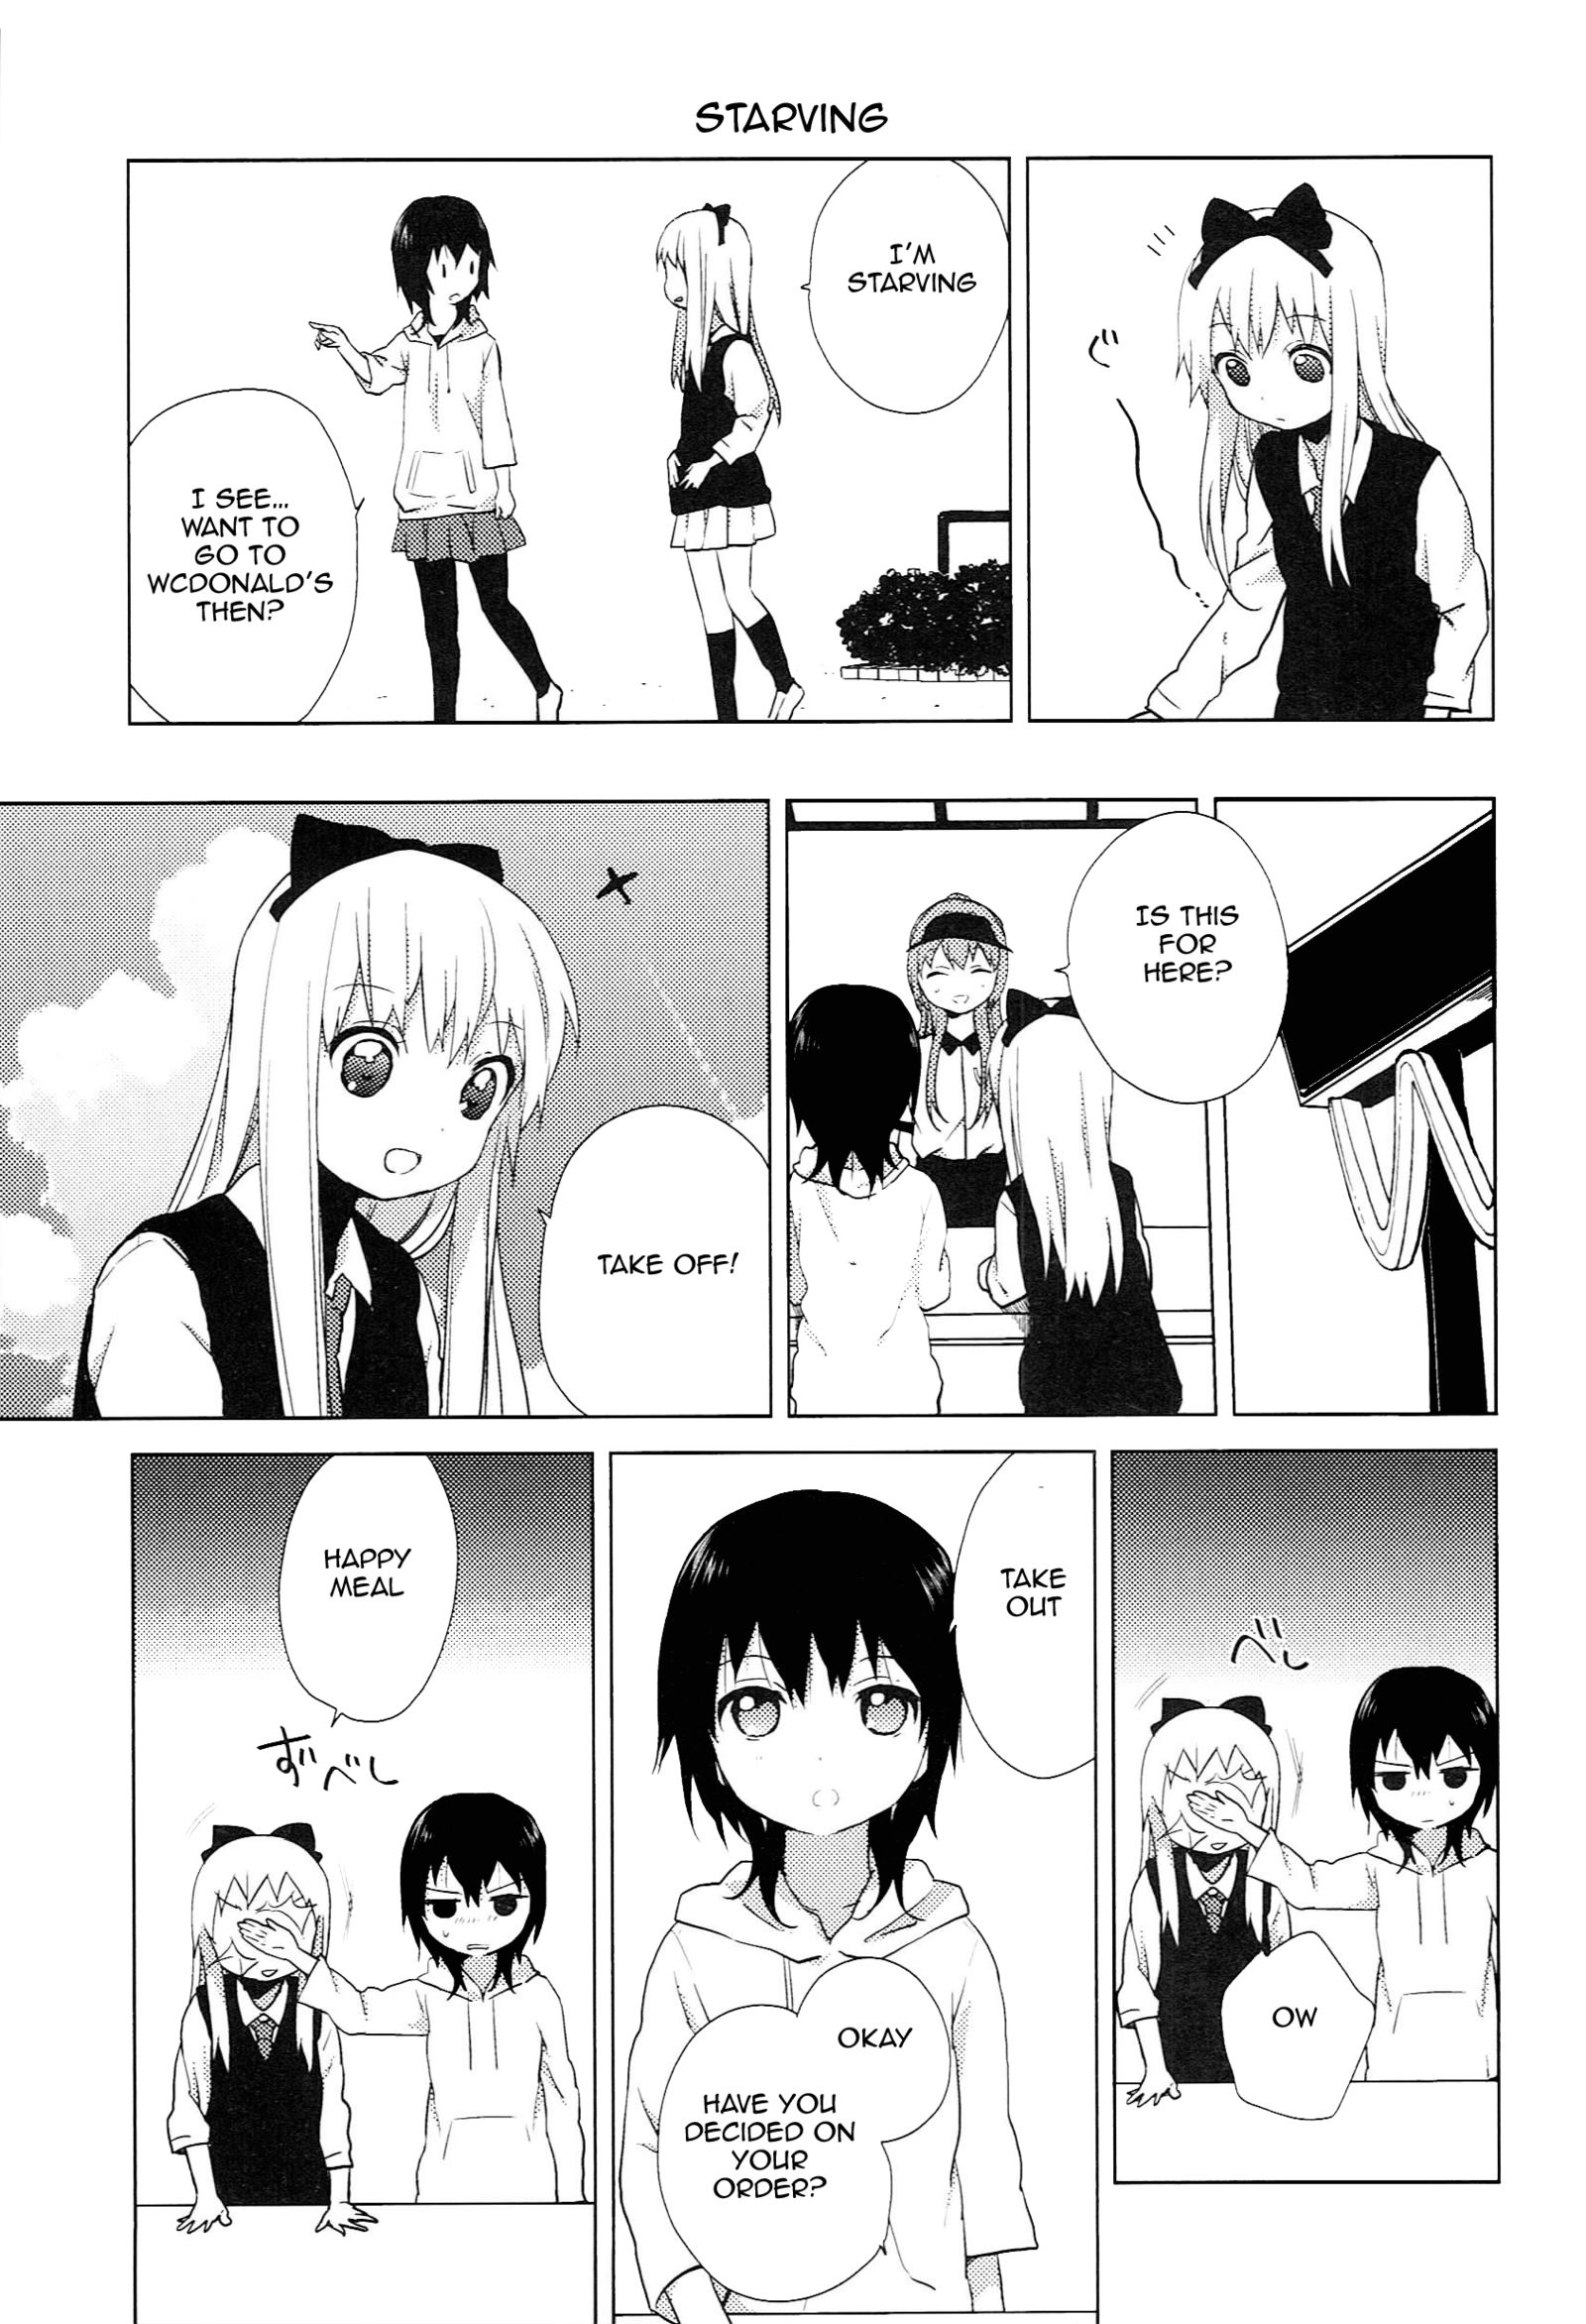 STARVING
ぐ
I'M
STARVING
I SEE...
WANT TO
GO TO
WCDONALD'S
THEN?
IS THIS
FOR
HERE?
TAKE OFF!
べし
OW
TAKE
OUT
OKAY
HAVE YOU
DECIDED ON
YOUR
ORDER?
HAPPY
MEAL
ずべし